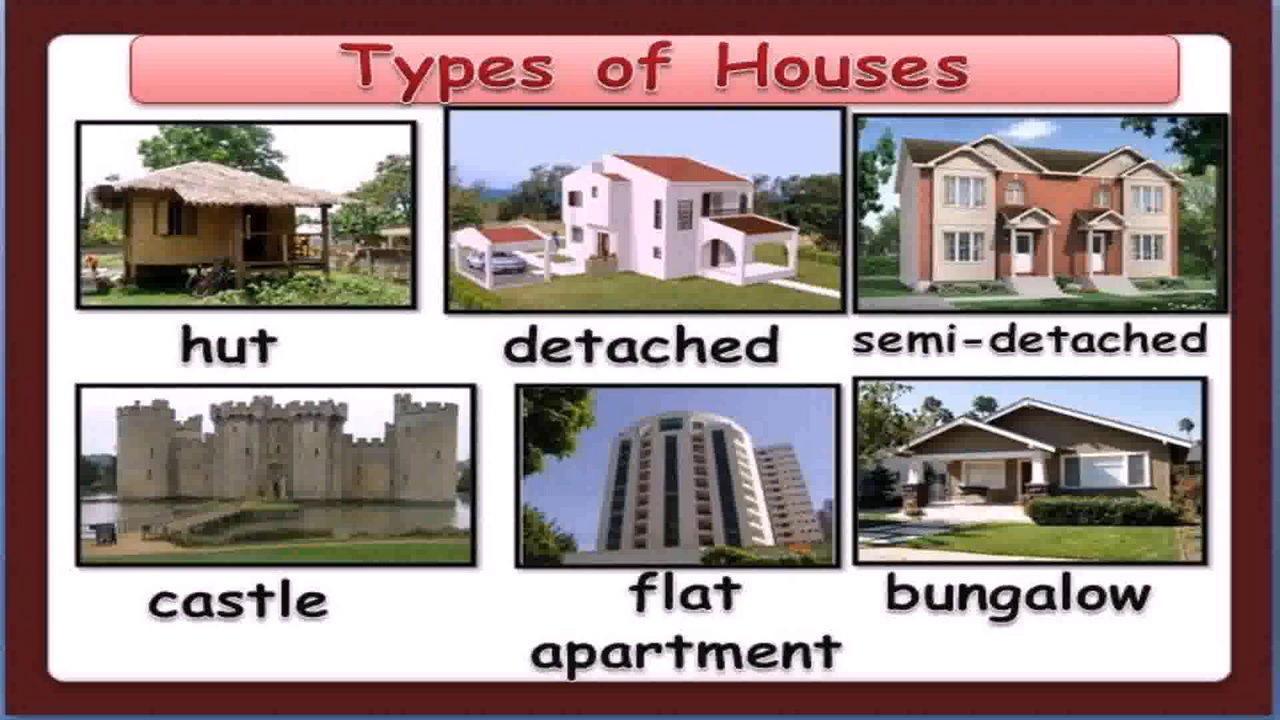 Types of Houses
hut
detached
semi-detached
castle
flat
apartment
bungalow